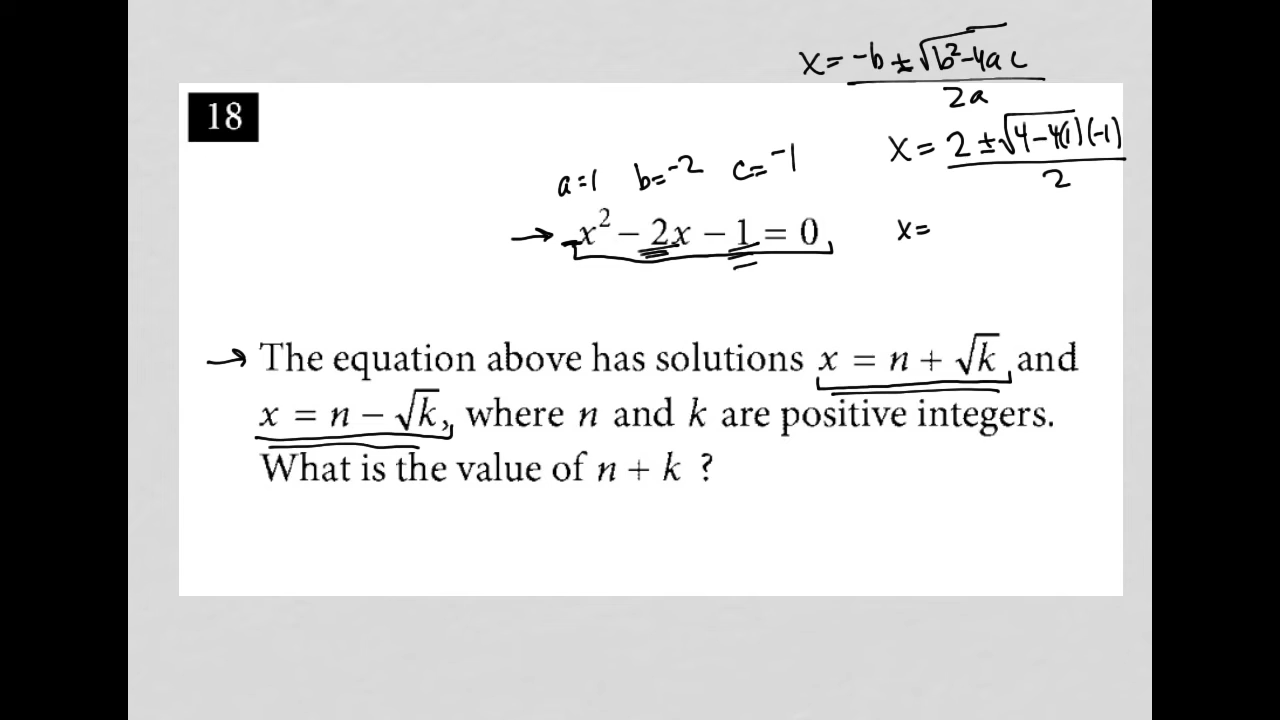 x = -b ± √b² - 4ac / 2a
18
x = 2 ± √4 - 4(1)(-1) / 2
a = 1 b = -2 c = -1
→ x² − 2x − 1 = 0
x =
→ The equation above has solutions x = n + √k and
x = n − √k, where n and k are positive integers.
What is the value of n + k ?